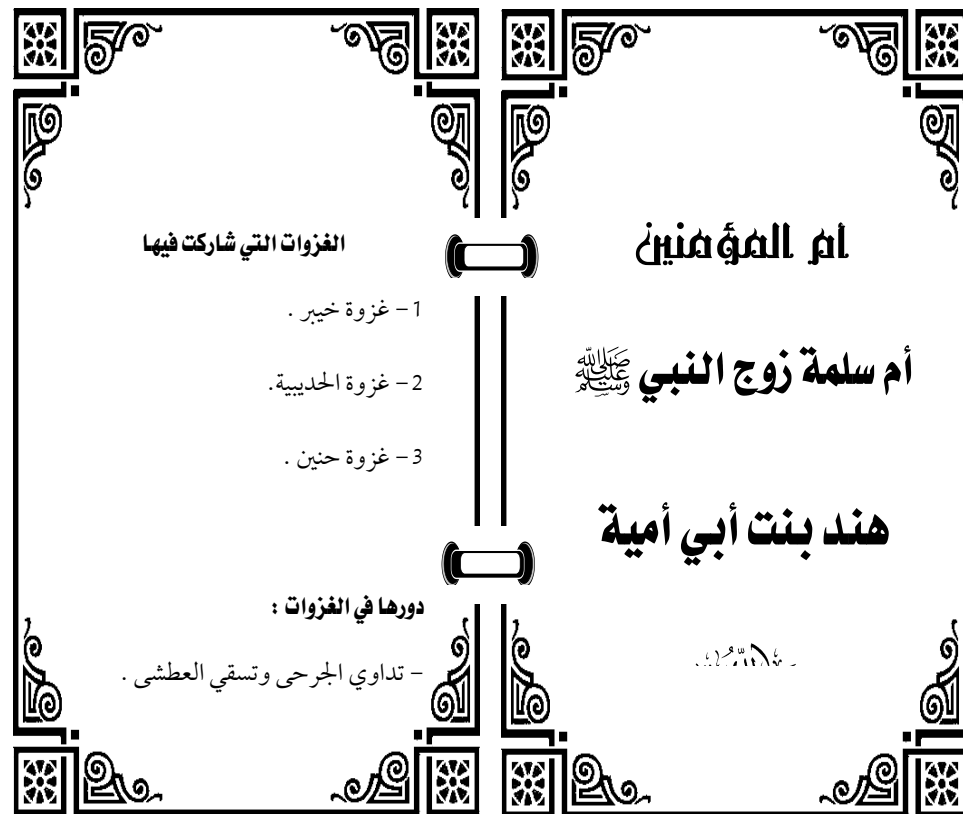 أم المؤمنين
أم سلمة زوج النبي ﷺ
هند بنت أبي أمية
الغزوات التي شاركت فيها
1- غزوة خيبر .
2- غزوة الحديبية.
3- غزوة حنين .
دورها في الغزوات :
- تداوي الجرحى وتسقي العطشى .